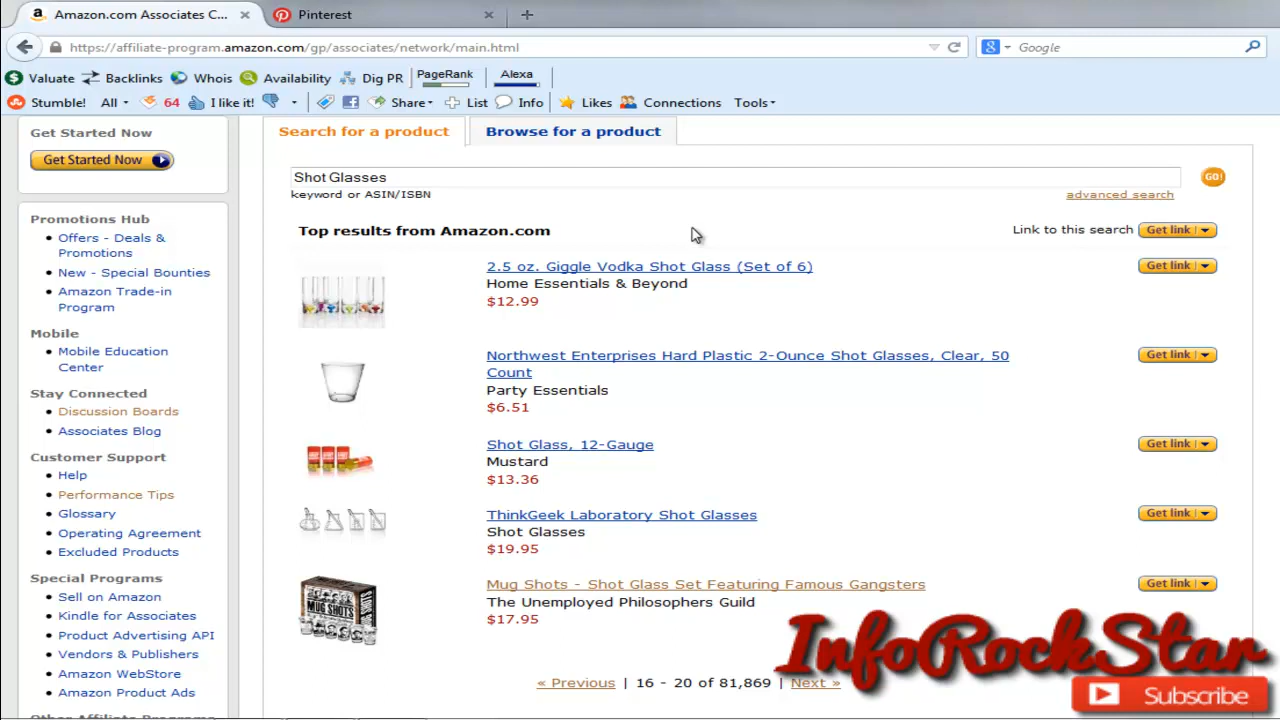 Amazon.com Associates C... × Pinterest × +
https://affiliate-program.amazon.com/gp/associates/network/main.html Google
Valuate Backlinks Whois Availability Dig PR PageRank Alexa
Stumble! All 64 I like it! Share List Info Likes Connections Tools
Get Started Now
Get Started Now
Promotions Hub
Offers - Deals &
Promotions
New - Special Bounties
Amazon Trade-in
Program
Mobile
Mobile Education
Center
Stay Connected
Discussion Boards
Associates Blog
Customer Support
Help
Performance Tips
Glossary
Operating Agreement
Excluded Products
Special Programs
Sell on Amazon
Kindle for Associates
Product Advertising API
Vendors & Publishers
Amazon WebStore
Amazon Product Ads
Search for a product Browse for a product
Shot Glasses GO!
keyword or ASIN/ISBN advanced search
Top results from Amazon.com Link to this search Get link
2.5 oz. Giggle Vodka Shot Glass (Set of 6) Get link
Home Essentials & Beyond
$12.99
Northwest Enterprises Hard Plastic 2-Ounce Shot Glasses, Clear, 50 Get link
Count
Party Essentials
$6.51
Shot Glass, 12-Gauge Get link
Mustard
$13.36
ThinkGeek Laboratory Shot Glasses Get link
Shot Glasses
$19.95
Mug Shots - Shot Glass Set Featuring Famous Gangsters Get link
The Unemployed Philosophers Guild
$17.95
MUG SHOTS
« Previous | 16 - 20 of 81,869 | Next »
InfoRockStar
Subscribe